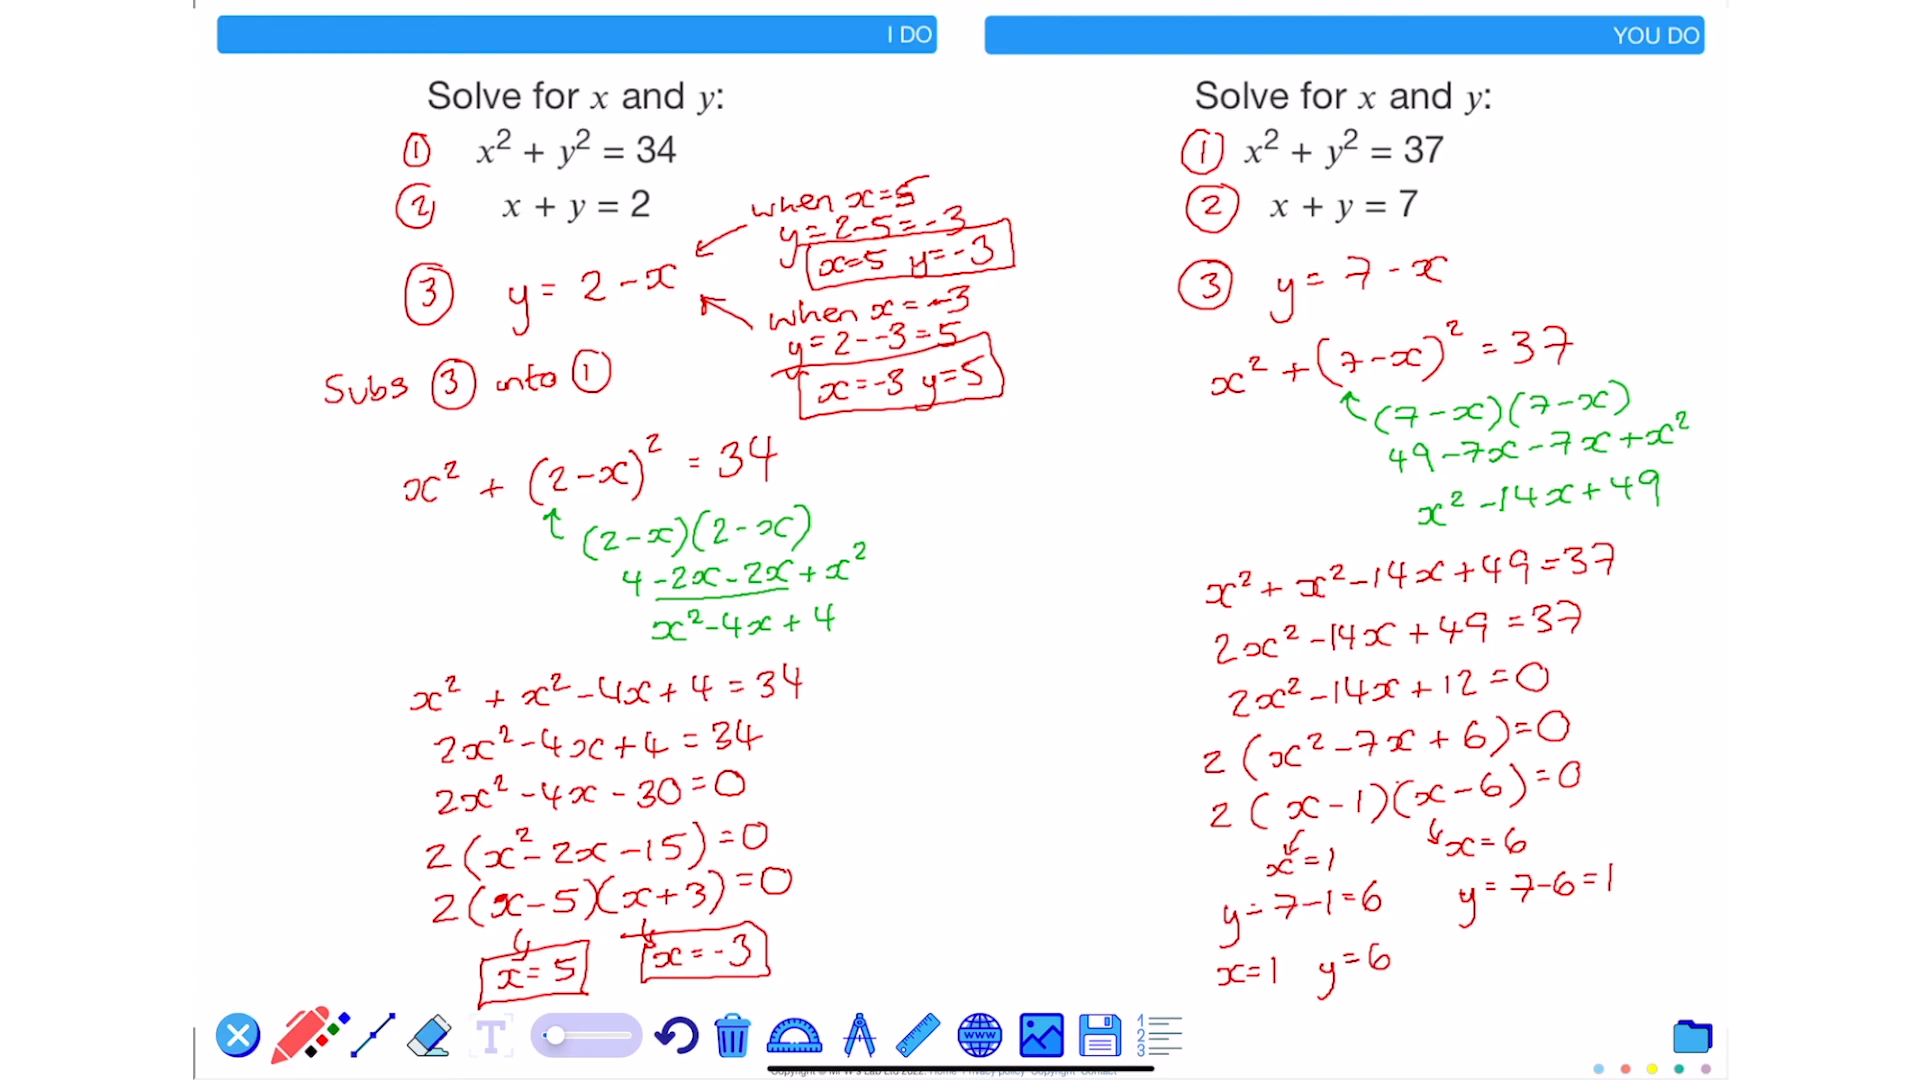 I DO
Solve for x and y:
① x² + y² = 34
② x + y = 2
when x=5
y=2-5=-3
x=5 y=-3
③ y=2-x
when x=-3
y=2--3=5
x=-3 y=5
Subs ③ into ①
x² + (2-x)² = 34
(2-x)(2-x)
4-2x-2x+x²
x²-4x+4
x² + x²-4x+4=34
2x²-4x+4=34
2x²-4x-30=0
2(x²-2x-15)=0
2(x-5)(x+3)=0
x=5 x=-3
YOU DO
Solve for x and y:
① x² + y² = 37
② x + y = 7
③ y=7-x
x²+(7-x)²=37
(7-x)(7-x)
49-7x-7x+x²
x²-14x+49
x²+x²-14x+49=37
2x²-14x+49=37
2x²-14x+12=0
2(x²-7x+6)=0
2(x-1)(x-6)=0
x=1 x=6
y=7-1=6 y=7-6=1
x=1 y=6
T
WWW
1
2
3